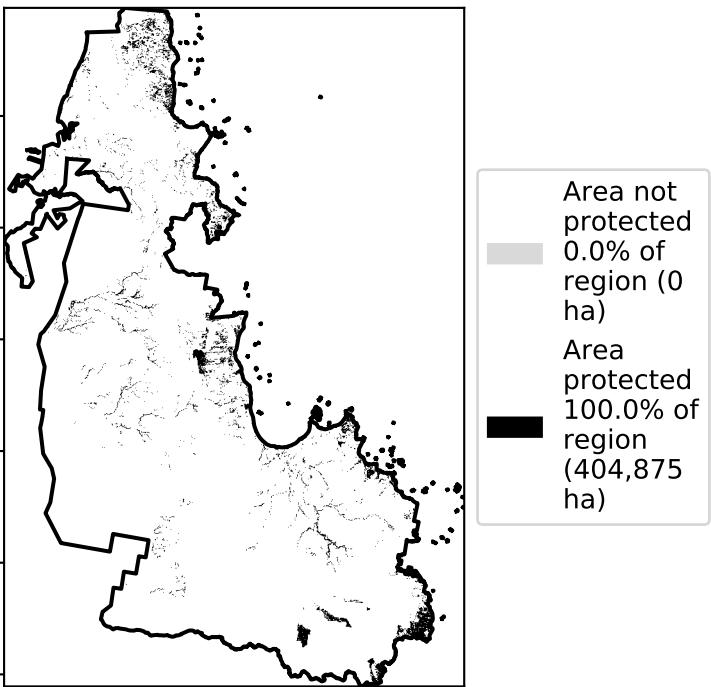 Area not
protected
0.0% of
region (0
ha)
Area
protected
100.0% of
region
(404,875
ha)